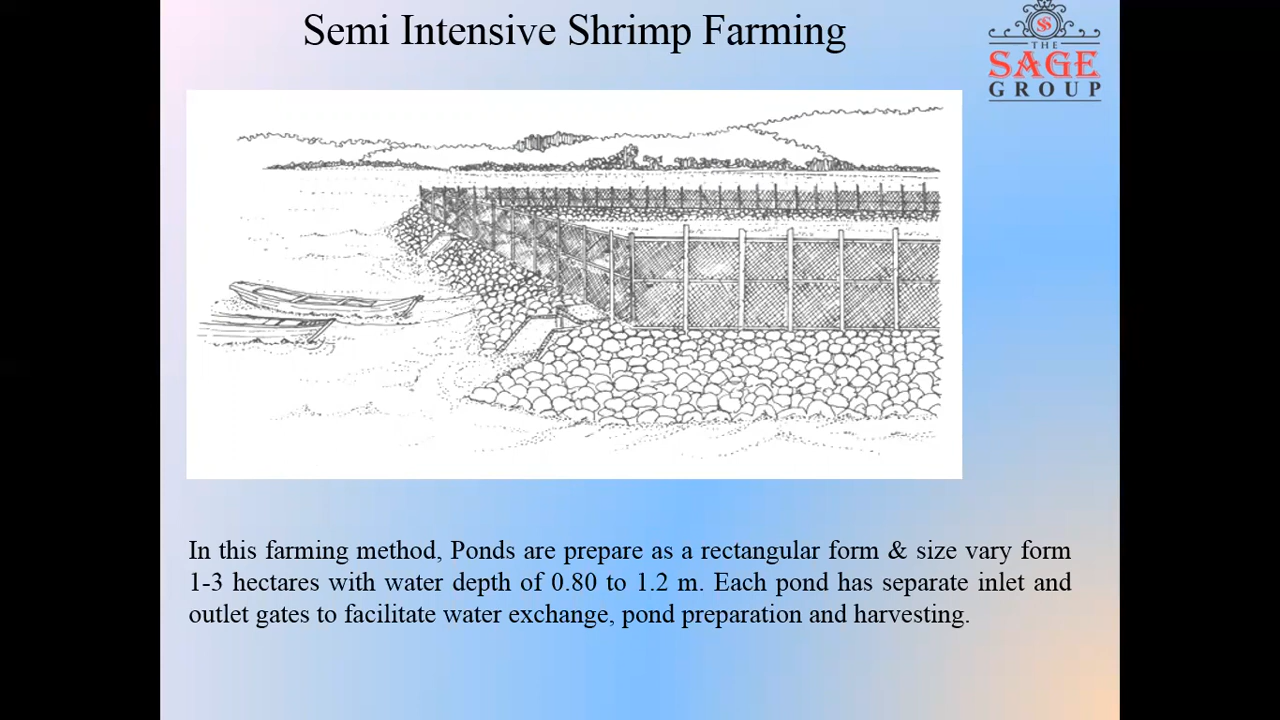 Semi Intensive Shrimp Farming
THE
SAGE
GROUP
In this farming method, Ponds are prepare as a rectangular form & size vary form
1-3 hectares with water depth of 0.80 to 1.2 m. Each pond has separate inlet and
outlet gates to facilitate water exchange, pond preparation and harvesting.